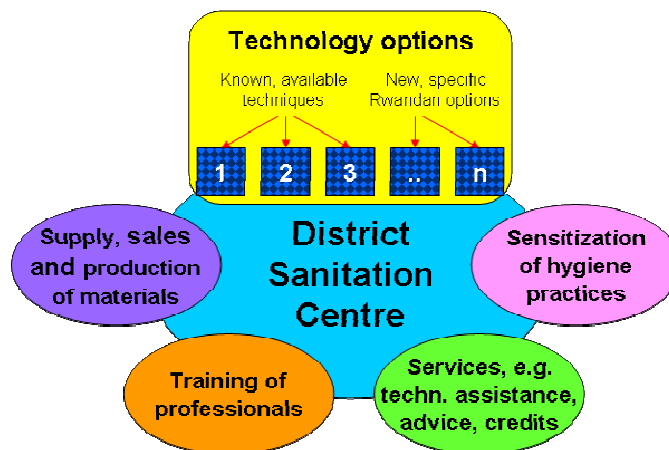 Technology options
Known, available
techniques
New, specific
Rwandan options
1 2 3 .. n
District
Sanitation
Centre
Supply, sales
and production
of materials
Sensitization
of hygiene
practices
Training of
professionals
Services, e.g.
techn. assistance,
advice, credits